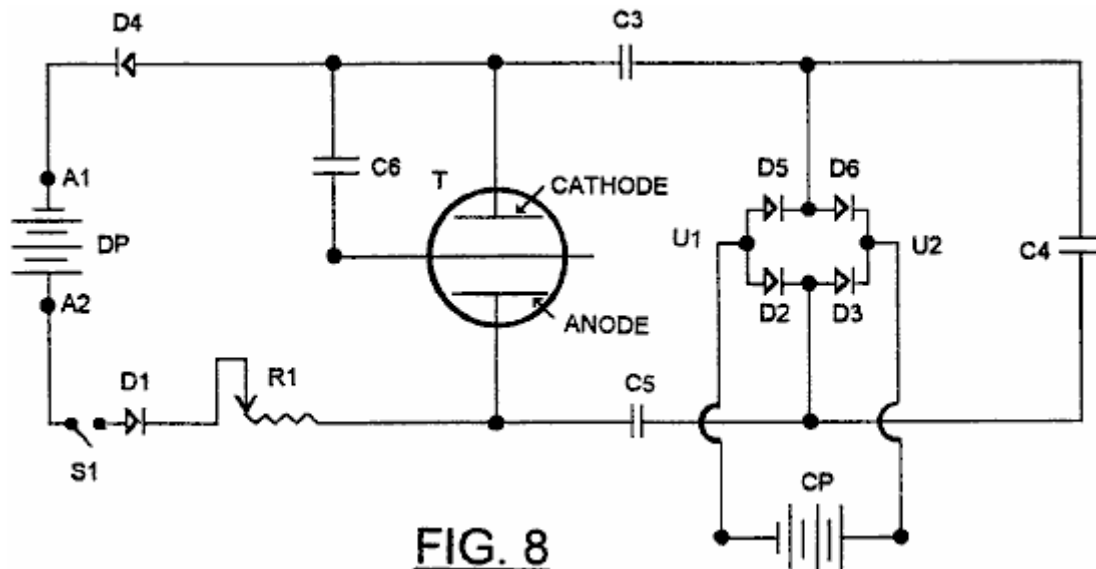 D4
C3
A1
C6
T
CATHODE
D5
D6
DP
U1
U2
C4
A2
ANODE
D2
D3
D1
R1
C5
S1
CP
FIG. 8